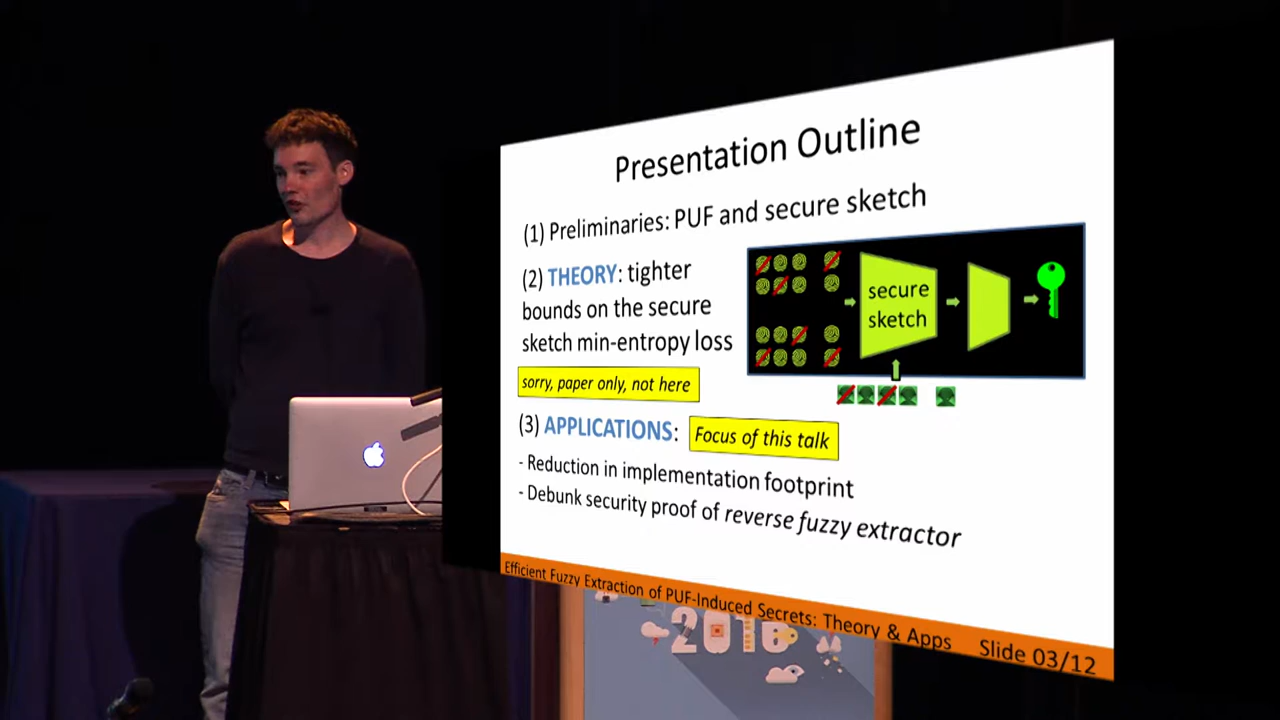 Presentation Outline
(1) Preliminaries: PUF and secure sketch
(2) THEORY: tighter
bounds on the secure
sketch min-entropy loss
sorry, paper only, not here
secure
sketch
(3) APPLICATIONS: Focus of this talk
- Reduction in implementation footprint
- Debunk security proof of reverse fuzzy extractor
Efficient Fuzzy Extraction of PUF-Induced Secrets: Theory & Apps Slide 03/12
2016